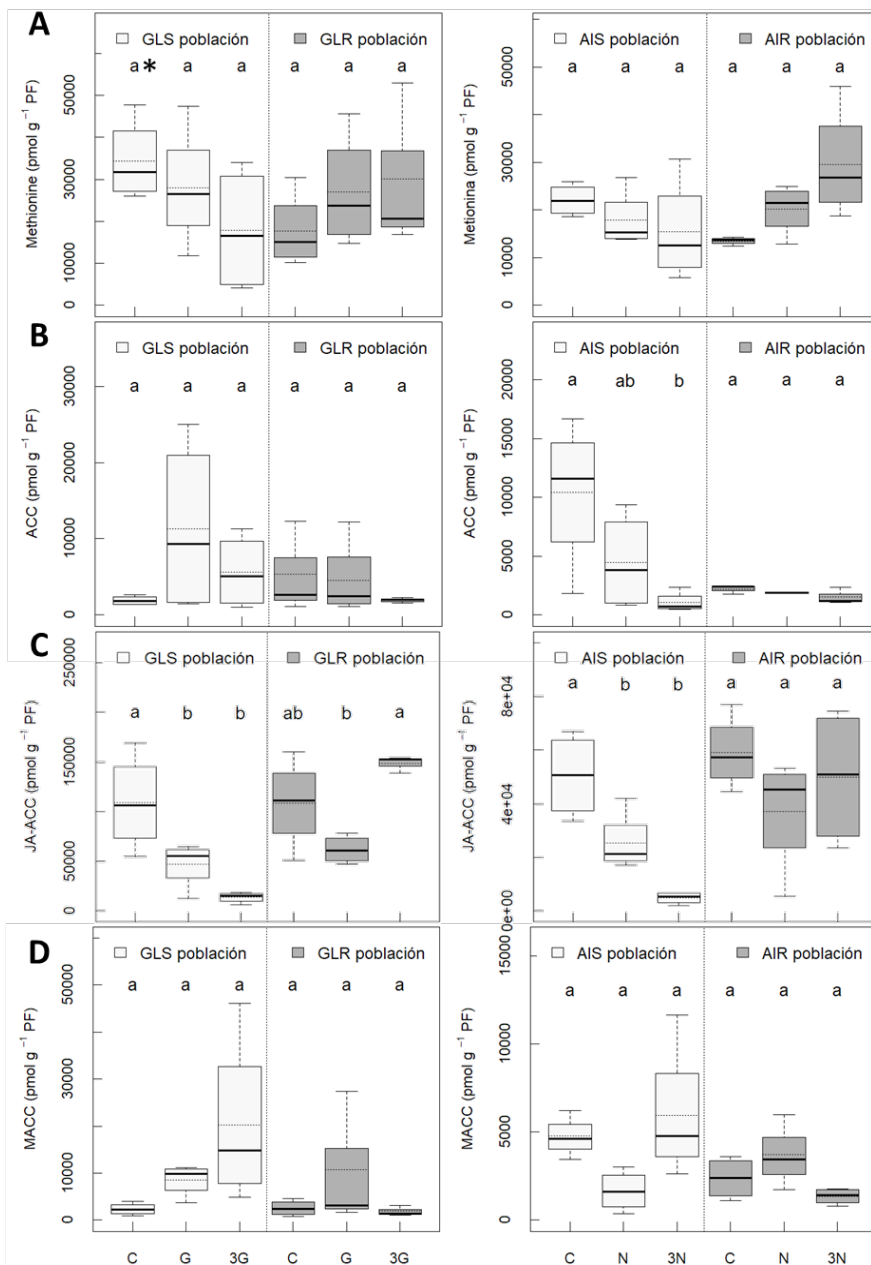 A
GLS población GLR población
a* a a a a a
Methionine (pmol g⁻¹ PF)
0 10000 30000 50000
AIS población AIR población
a a a a a a
Metionina (pmol g⁻¹ PF)
0 10000 20000 30000 40000 50000
B
GLS población GLR población
a a a a a a
ACC (pmol g⁻¹ PF)
0 10000 20000 30000
AIS población AIR población
a ab b a a a
ACC (pmol g⁻¹ PF)
0 5000 10000 15000 20000
C
GLS población GLR población
a b b ab b a
JA-ACC (pmol g⁻¹ PF)
0 50000 150000 250000
AIS población AIR población
a b b a a a
JA-ACC (pmol g⁻¹ PF)
0e+00 4e+04 8e+04
D
GLS población GLR población
a a a a a a
MACC (pmol g⁻¹ PF)
0 10000 30000 50000
C G 3G C G 3G
AIS población AIR población
a a a a a a
MACC (pmol g⁻¹ PF)
0 5000 10000 15000
C N 3N C N 3N